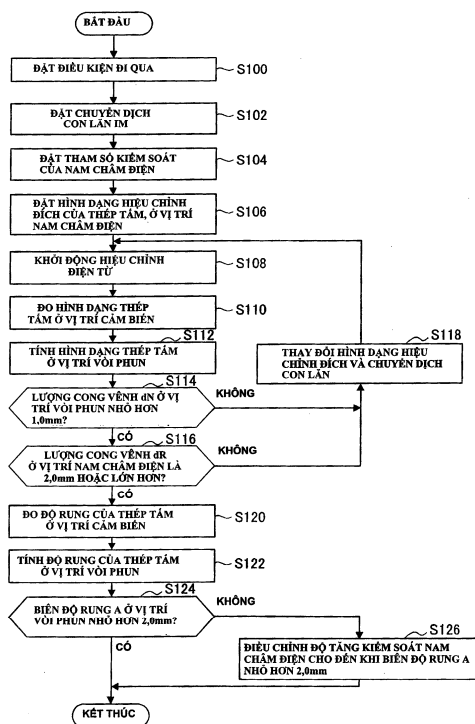 BẮT ĐẦU
ĐẶT ĐIỀU KIỆN ĐI QUA
S100
ĐẶT CHUYỂN DỊCH
CON LĂN IM
S102
ĐẶT THAM SỐ KIỂM SOÁT
CỦA NAM CHÂM ĐIỆN
S104
ĐẶT HÌNH DẠNG HIỆU CHỈNH
ĐÍCH CỦA THÉP TẤM, Ở VỊ TRÍ
NAM CHÂM ĐIỆN
S106
KHỞI ĐỘNG HIỆU CHỈNH
ĐIỆN TỪ
S108
ĐO HÌNH DẠNG THÉP
TẤM Ở VỊ TRÍ CẢM BIẾN
S110
S112
TÍNH HÌNH DẠNG THÉP TẤM
Ở VỊ TRÍ VÒI PHUN
S118
THAY ĐỔI HÌNH DẠNG HIỆU
CHỈNH ĐÍCH VÀ CHUYỂN DỊCH
CON LĂN
S114
LƯỢNG CONG VÊNH dN Ở VỊ
TRÍ VÒI PHUN NHỎ HƠN
1,0mm?
KHÔNG
CÓ
S116
LƯỢNG CONG VÊNH dR
Ở VỊ TRÍ NAM CHÂM ĐIỆN LÀ
2,0mm HOẶC LỚN HƠN?
KHÔNG
CÓ
ĐO ĐỘ RUNG CỦA THÉP TẤM
Ở VỊ TRÍ CẢM BIẾN
S120
TÍNH ĐỘ RUNG CỦA THÉP TẤM
Ở VỊ TRÍ VÒI PHUN
S122
S124
BIÊN ĐỘ RUNG A Ở VỊ TRÍ
VÒI PHUN NHỎ HƠN 2,0mm?
KHÔNG
CÓ
S126
ĐIỀU CHỈNH ĐỘ TĂNG KIỂM SOÁT NAM
CHÂM ĐIỆN CHO ĐẾN KHI BIÊN ĐỘ RUNG A
NHỎ HƠN 2,0mm
KẾT THÚC